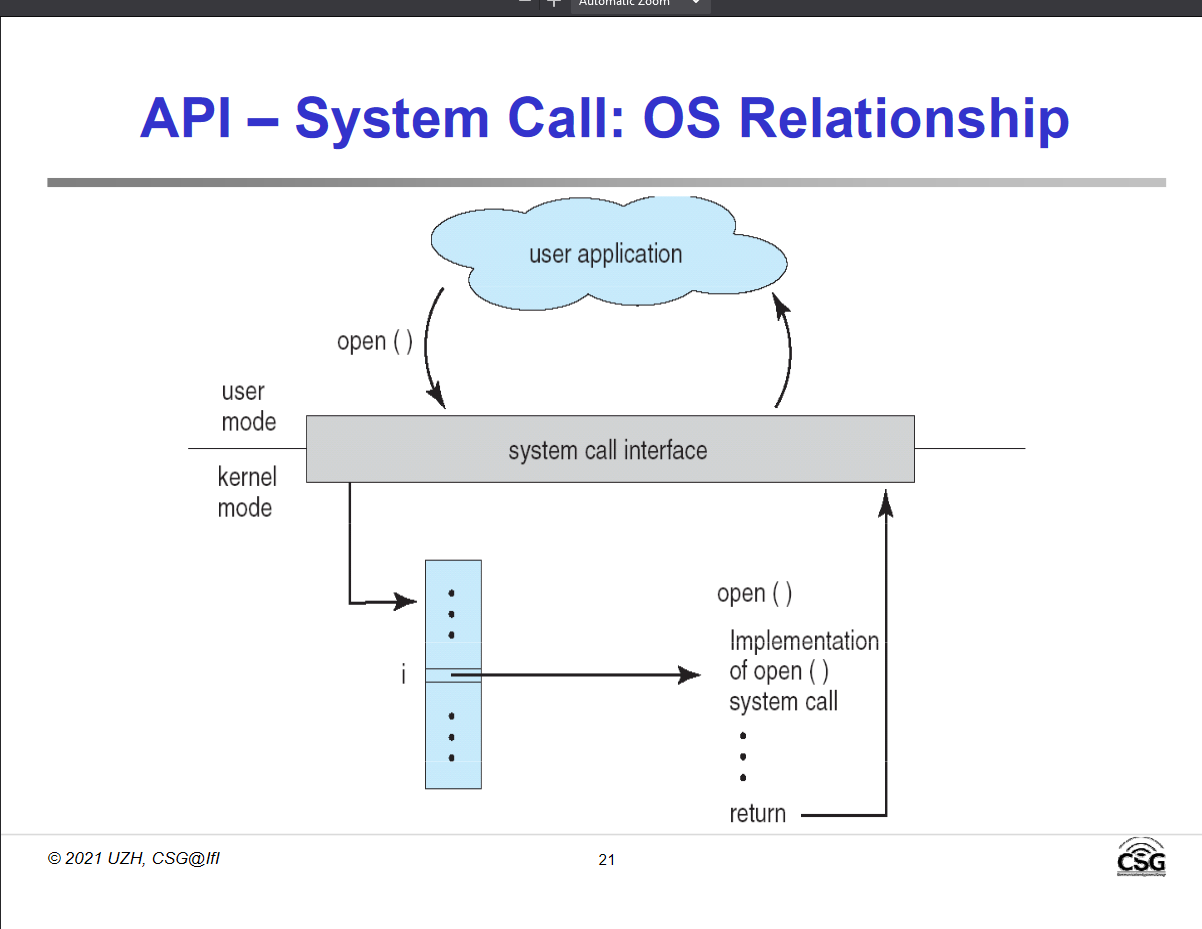 Automatic Zoom
API – System Call: OS Relationship
user application
open ( )
user
mode
system call interface
kernel
mode
open ( )
Implementation
of open ( )
system call
i
return
© 2021 UZH, CSG@IfI
21
CSG